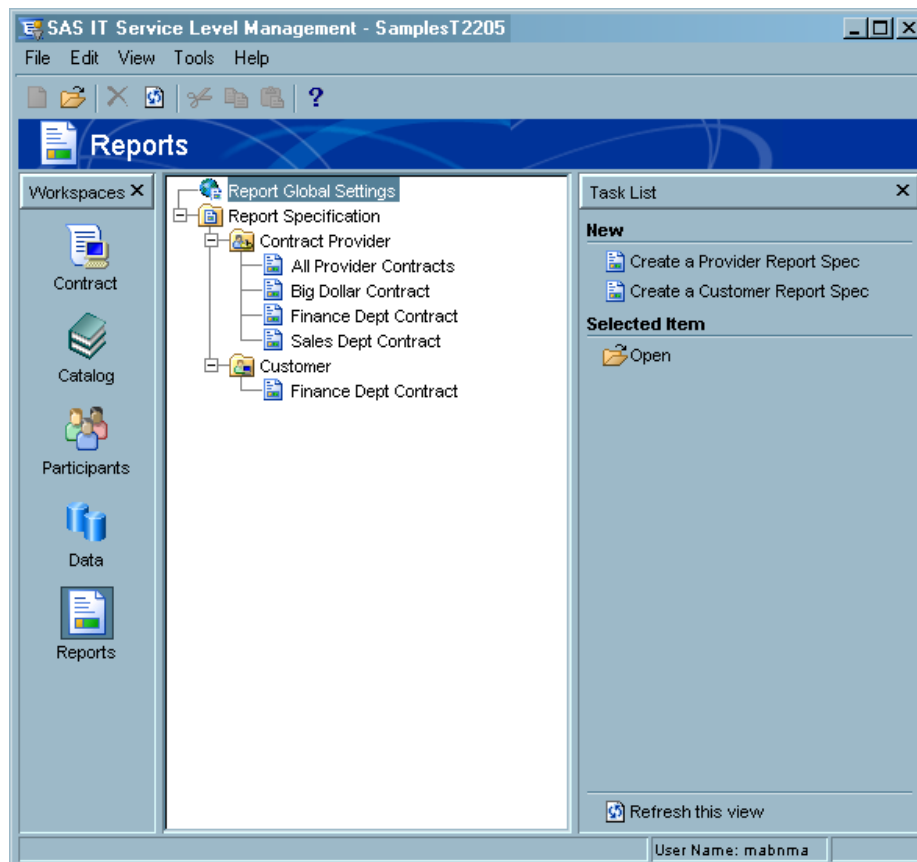 SAS IT Service Level Management - SamplesT2205
File Edit View Tools Help
?
Reports
Workspaces X
Contract
Catalog
Participants
Data
Reports
Report Global Settings
Report Specification
Contract Provider
All Provider Contracts
Big Dollar Contract
Finance Dept Contract
Sales Dept Contract
Customer
Finance Dept Contract
Task List X
New
Create a Provider Report Spec
Create a Customer Report Spec
Selected Item
Open
Refresh this view
User Name: mabnma